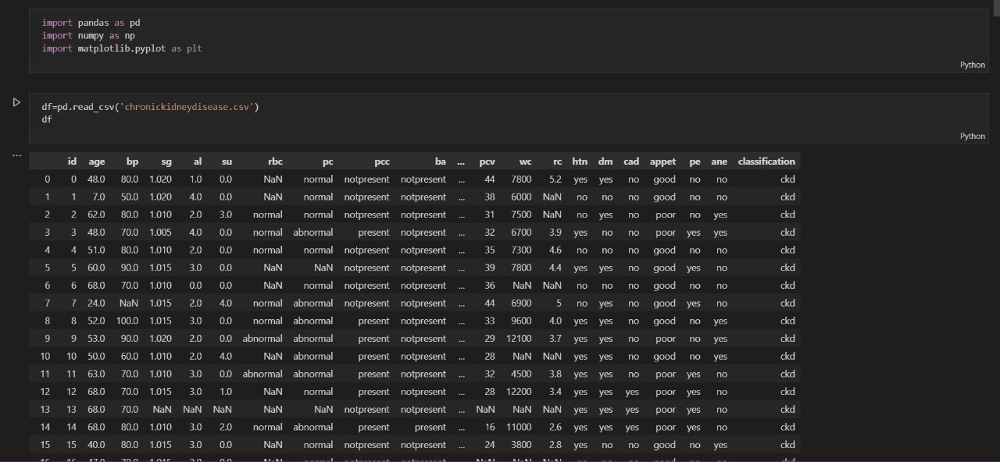 import pandas as pd
import numpy as np
import matplotlib.pyplot as plt
Python
df=pd.read_csv('chronickidneydisease.csv')
df
Python
id age bp sg al su rbc pc pcc ba ... pcv wc rc htn dm cad appet pe ane classification
0 0 48.0 80.0 1.020 1.0 0.0 NaN normal notpresent notpresent ... 44 7800 5.2 yes yes no good no no ckd
1 1 7.0 50.0 1.020 4.0 0.0 NaN normal notpresent notpresent ... 38 6000 NaN no no no good no no ckd
2 2 62.0 80.0 1.010 2.0 3.0 normal normal notpresent notpresent ... 31 7500 NaN no yes no poor no yes ckd
3 3 48.0 70.0 1.005 4.0 0.0 normal abnormal present notpresent ... 32 6700 3.9 yes no no poor yes yes ckd
4 4 51.0 80.0 1.010 2.0 0.0 normal normal notpresent notpresent ... 35 7300 4.6 no no no good no no ckd
5 5 60.0 90.0 1.015 3.0 0.0 NaN NaN notpresent notpresent ... 39 7800 4.4 yes yes no good yes no ckd
6 6 68.0 70.0 1.010 0.0 0.0 NaN normal notpresent notpresent ... 36 NaN NaN no no no good no no ckd
7 7 24.0 NaN 1.015 2.0 4.0 normal abnormal notpresent notpresent ... 44 6900 5 no yes no good yes no ckd
8 8 52.0 100.0 1.015 3.0 0.0 normal abnormal present notpresent ... 33 9600 4.0 yes yes no good no yes ckd
9 9 53.0 90.0 1.020 2.0 0.0 abnormal abnormal present notpresent ... 29 12100 3.7 yes yes no poor no yes ckd
10 10 50.0 60.0 1.010 2.0 4.0 NaN abnormal present notpresent ... 28 NaN NaN yes yes no good no yes ckd
11 11 63.0 70.0 1.010 3.0 0.0 abnormal abnormal present notpresent ... 32 4500 3.8 yes yes no poor yes no ckd
12 12 68.0 70.0 1.015 3.0 1.0 NaN normal present notpresent ... 28 12200 3.4 yes yes yes poor yes no ckd
13 13 68.0 70.0 NaN NaN NaN NaN NaN notpresent notpresent ... NaN NaN NaN yes yes yes poor yes no ckd
14 14 68.0 80.0 1.010 3.0 2.0 normal abnormal present present ... 16 11000 2.6 yes yes yes poor yes no ckd
15 15 40.0 80.0 1.015 3.0 0.0 NaN normal notpresent notpresent ... 24 3800 2.8 yes no no good no yes ckd